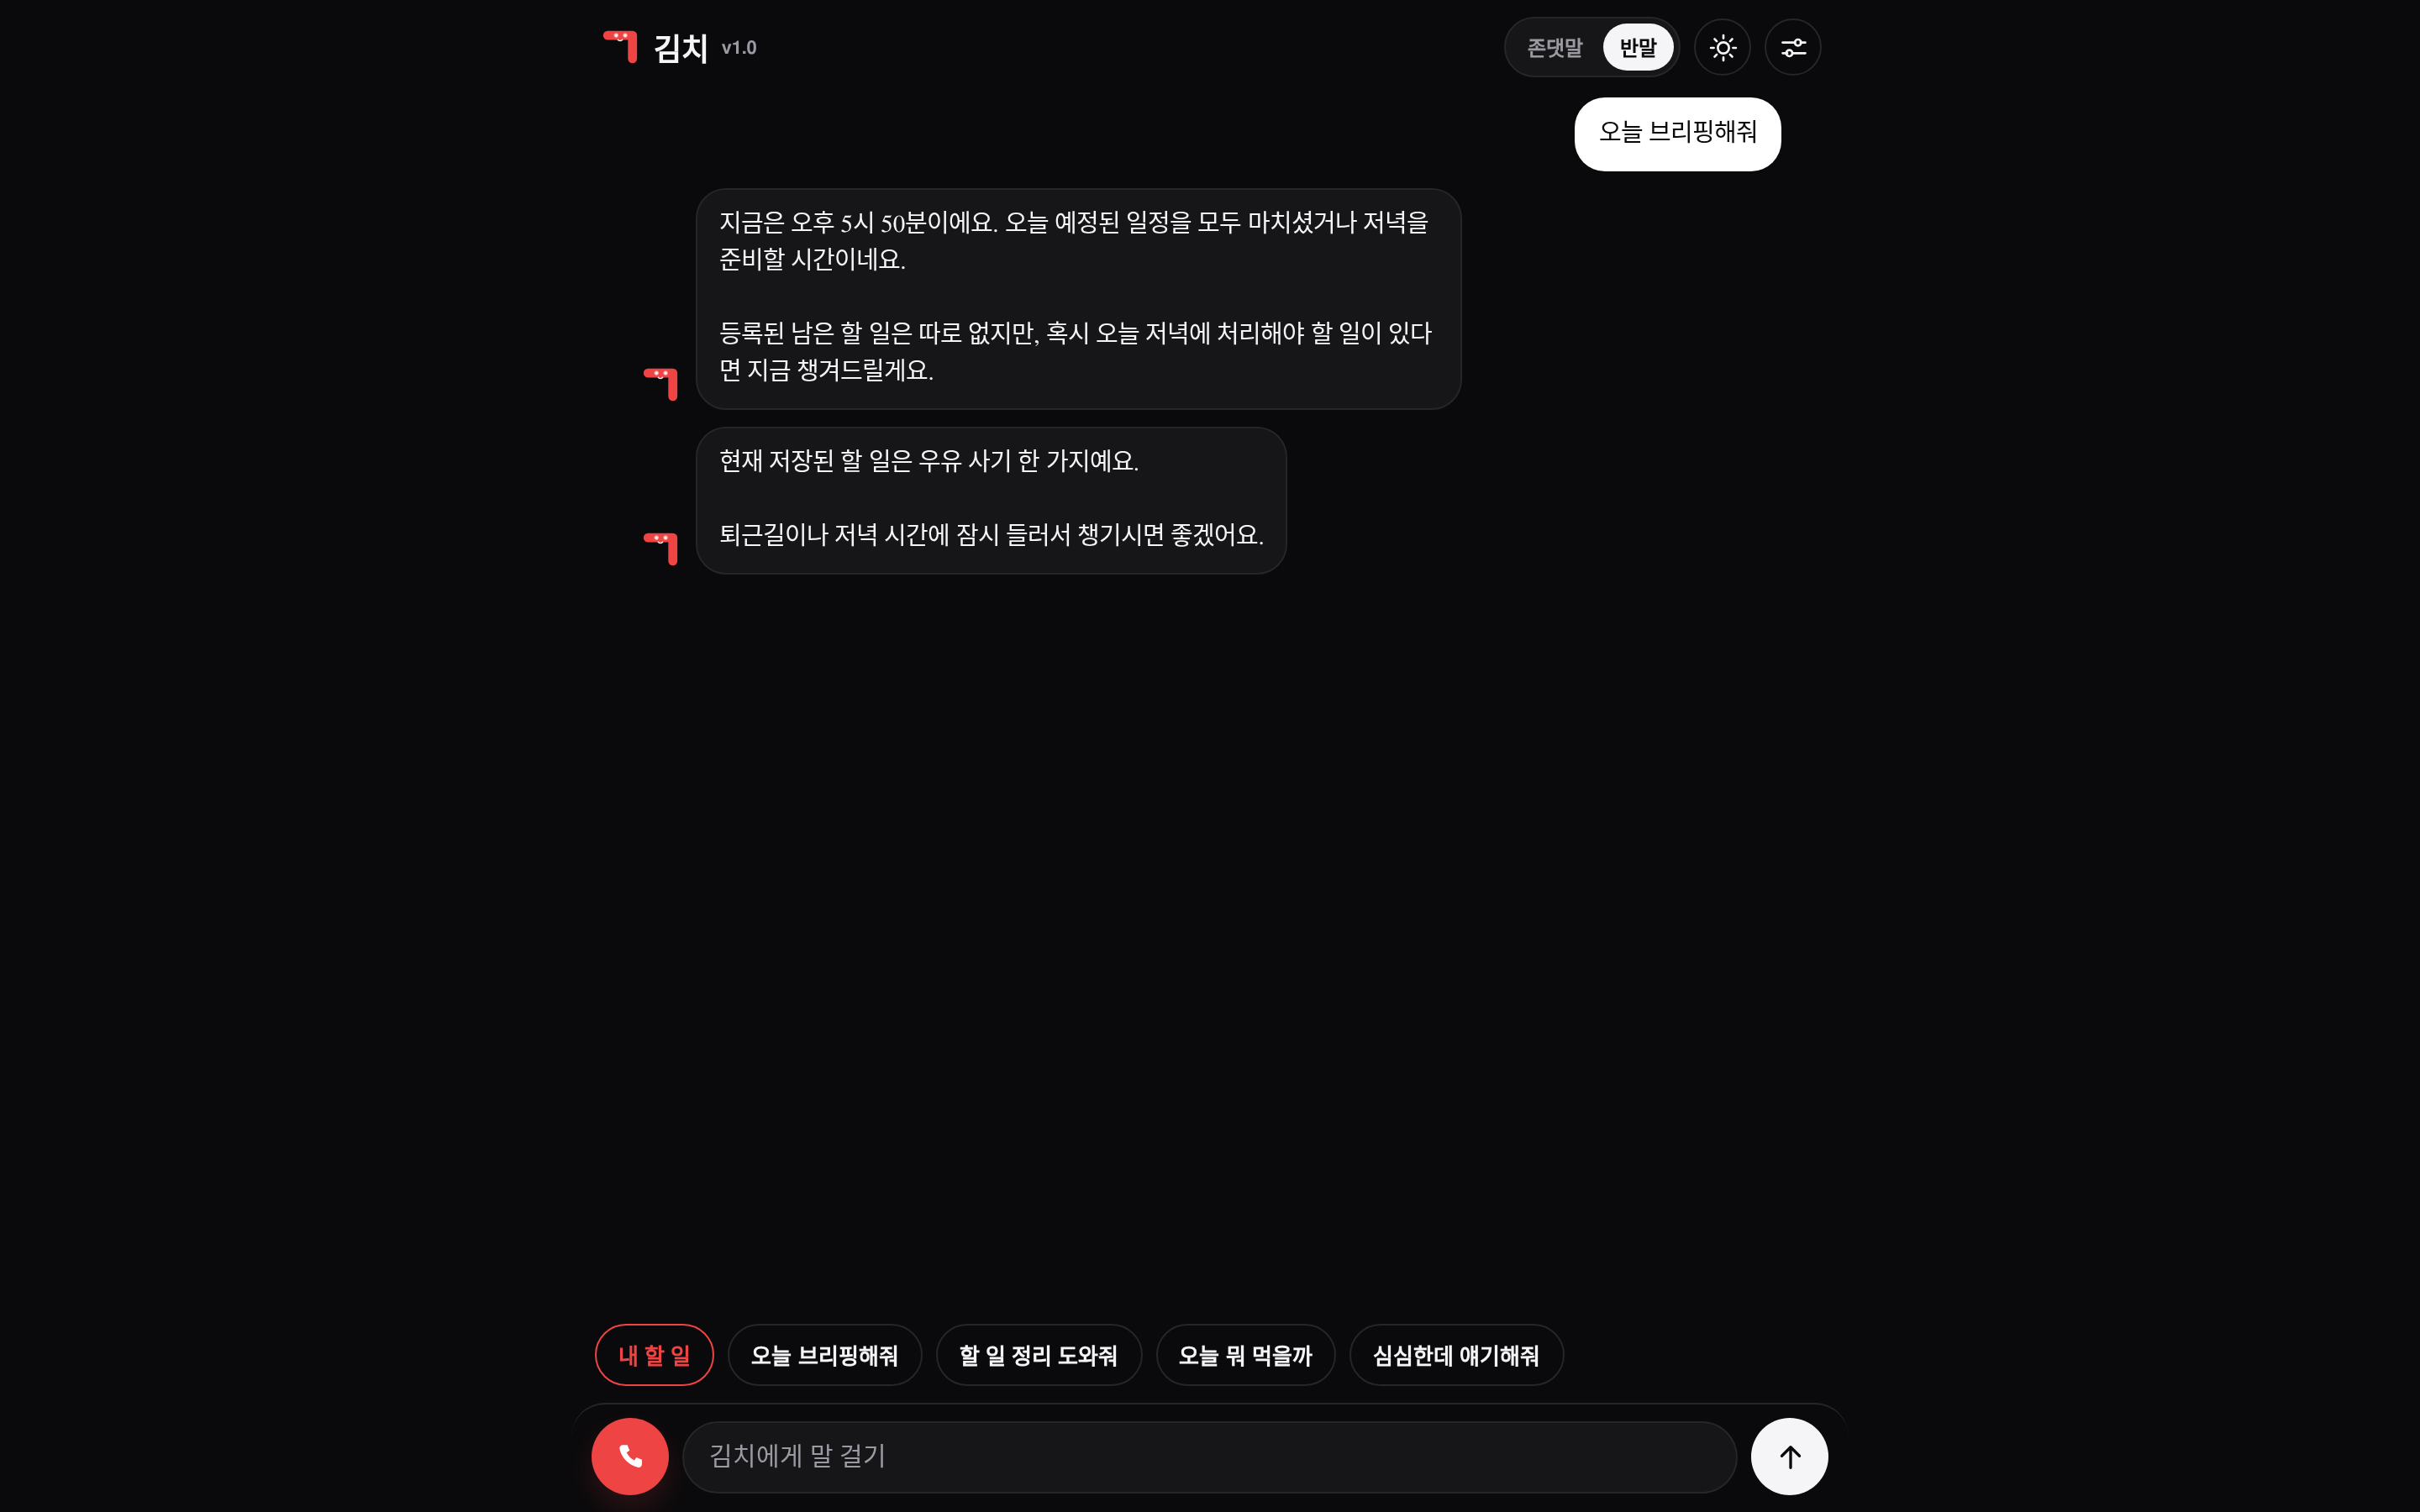 김치 v1.0
존댓말 반말
오늘 브리핑해줘
지금은 오후 5시 50분이에요. 오늘 예정된 일정을 모두 마치셨거나 저녁을
준비할 시간이네요.
등록된 남은 할 일은 따로 없지만, 혹시 오늘 저녁에 처리해야 할 일이 있다
면 지금 챙겨드릴게요.
현재 저장된 할 일은 우유 사기 한 가지예요.
퇴근길이나 저녁 시간에 잠시 들러서 챙기시면 좋겠어요.
내 할 일 오늘 브리핑해줘 할 일 정리 도와줘 오늘 뭐 먹을까 심심한데 얘기해줘
김치에게 말 걸기